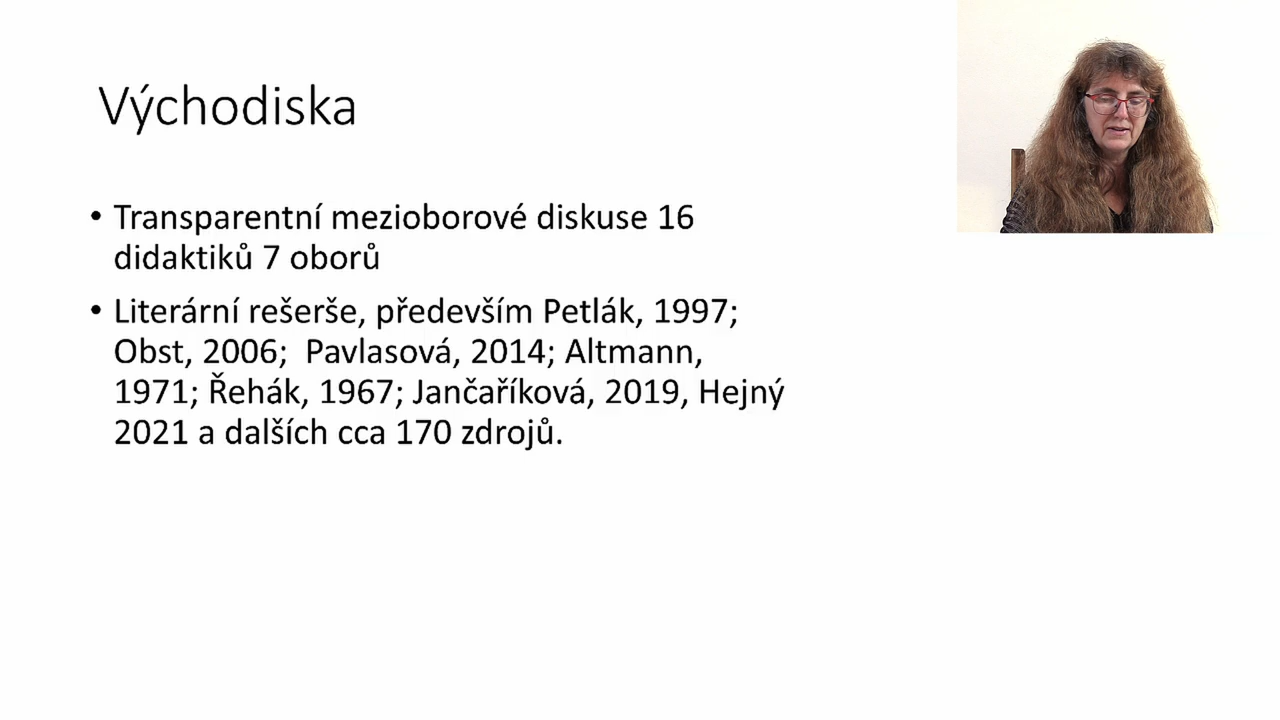 Východiska
• Transparentní mezioborové diskuse 16
didaktiků 7 oborů
• Literární rešerše, především Petlák, 1997;
Obst, 2006;  Pavlasová, 2014; Altmann,
1971; Řehák, 1967; Jančaříková, 2019, Hejný
2021 a dalších cca 170 zdrojů.